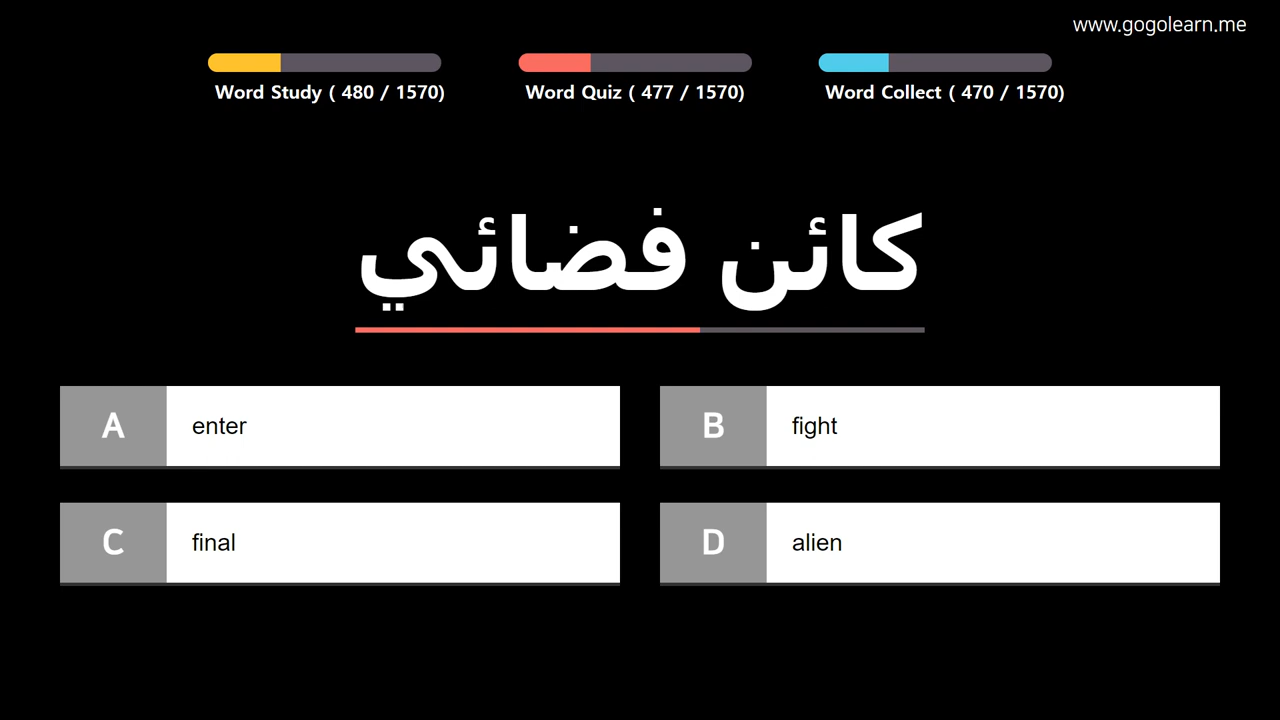 www.gogolearn.me
Word Study ( 480 / 1570)
Word Quiz ( 477 / 1570)
Word Collect ( 470 / 1570)
كائن فضائي
A enter
B fight
C final
D alien